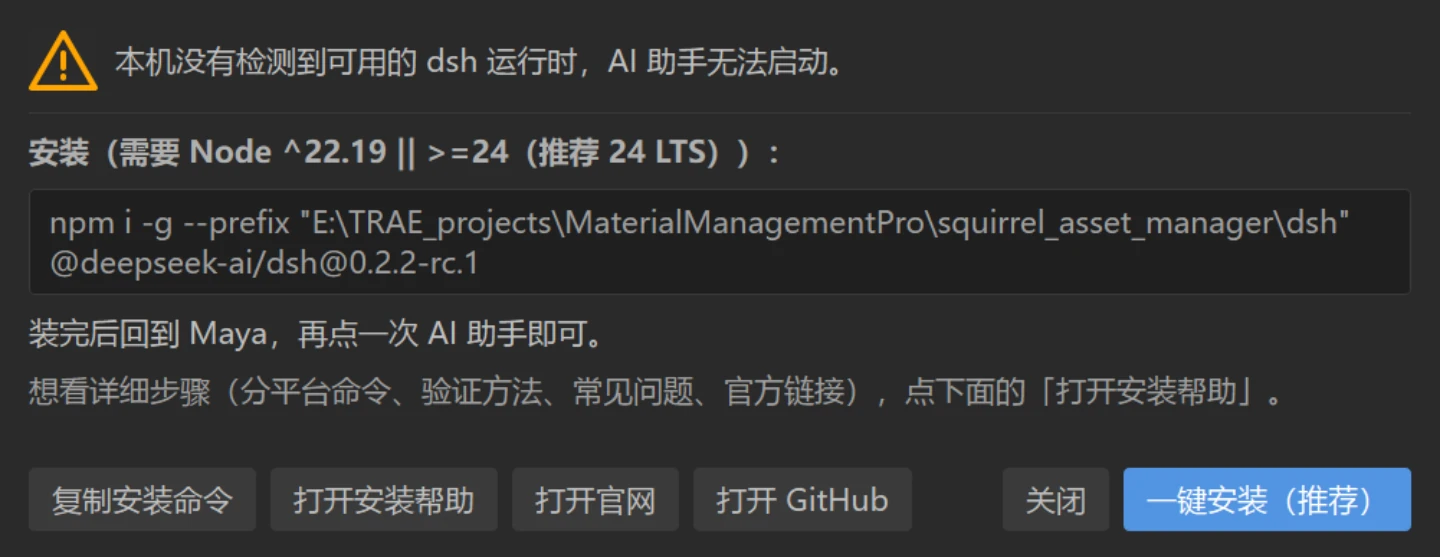 本机没有检测到可用的 dsh 运行时，AI 助手无法启动。
安装（需要 Node ^22.19 || >=24（推荐 24 LTS））：
npm i -g --prefix "E:\TRAE_projects\MaterialManagementPro\squirrel_asset_manager\dsh"
@deepseek-ai/dsh@0.2.2-rc.1
装完后回到 Maya，再点一次 AI 助手即可。
想看详细步骤（分平台命令、验证方法、常见问题、官方链接），点下面的「打开安装帮助」。
复制安装命令 打开安装帮助 打开官网 打开 GitHub 关闭 一键安装（推荐）